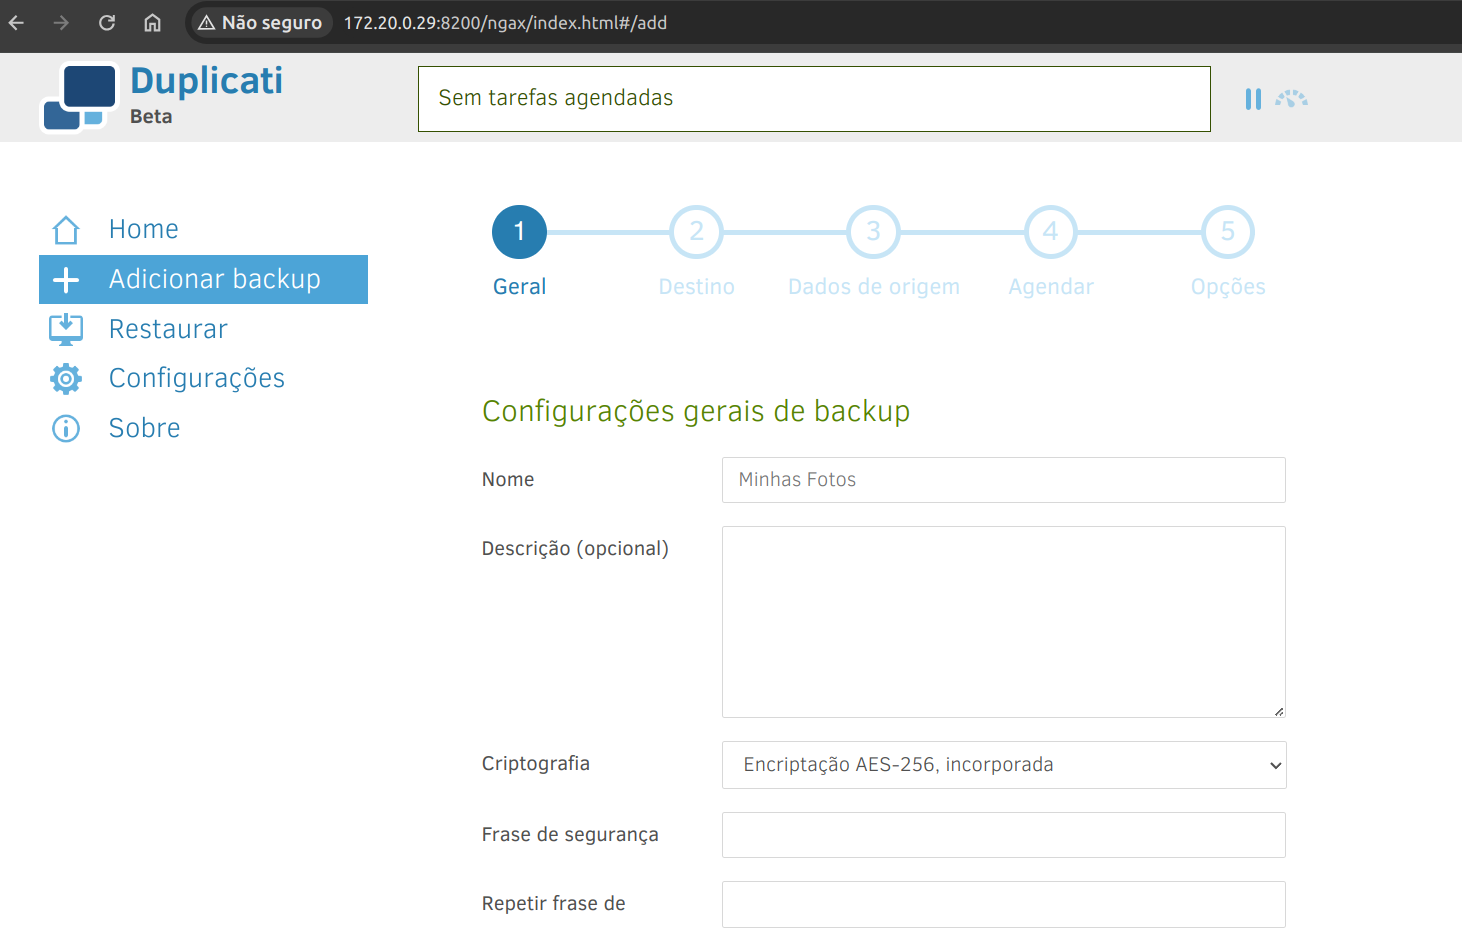 Não seguro
172.20.0.29:8200/ngax/index.html#/add
Duplicati
Beta
Sem tarefas agendadas
Home
Adicionar backup
Restaurar
Configurações
Sobre
1
2
3
4
5
Geral
Destino
Dados de origem
Agendar
Opções
Configurações gerais de backup
Nome
Minhas Fotos
Descrição (opcional)
Criptografia
Encriptação AES-256, incorporada
Frase de segurança
Repetir frase de